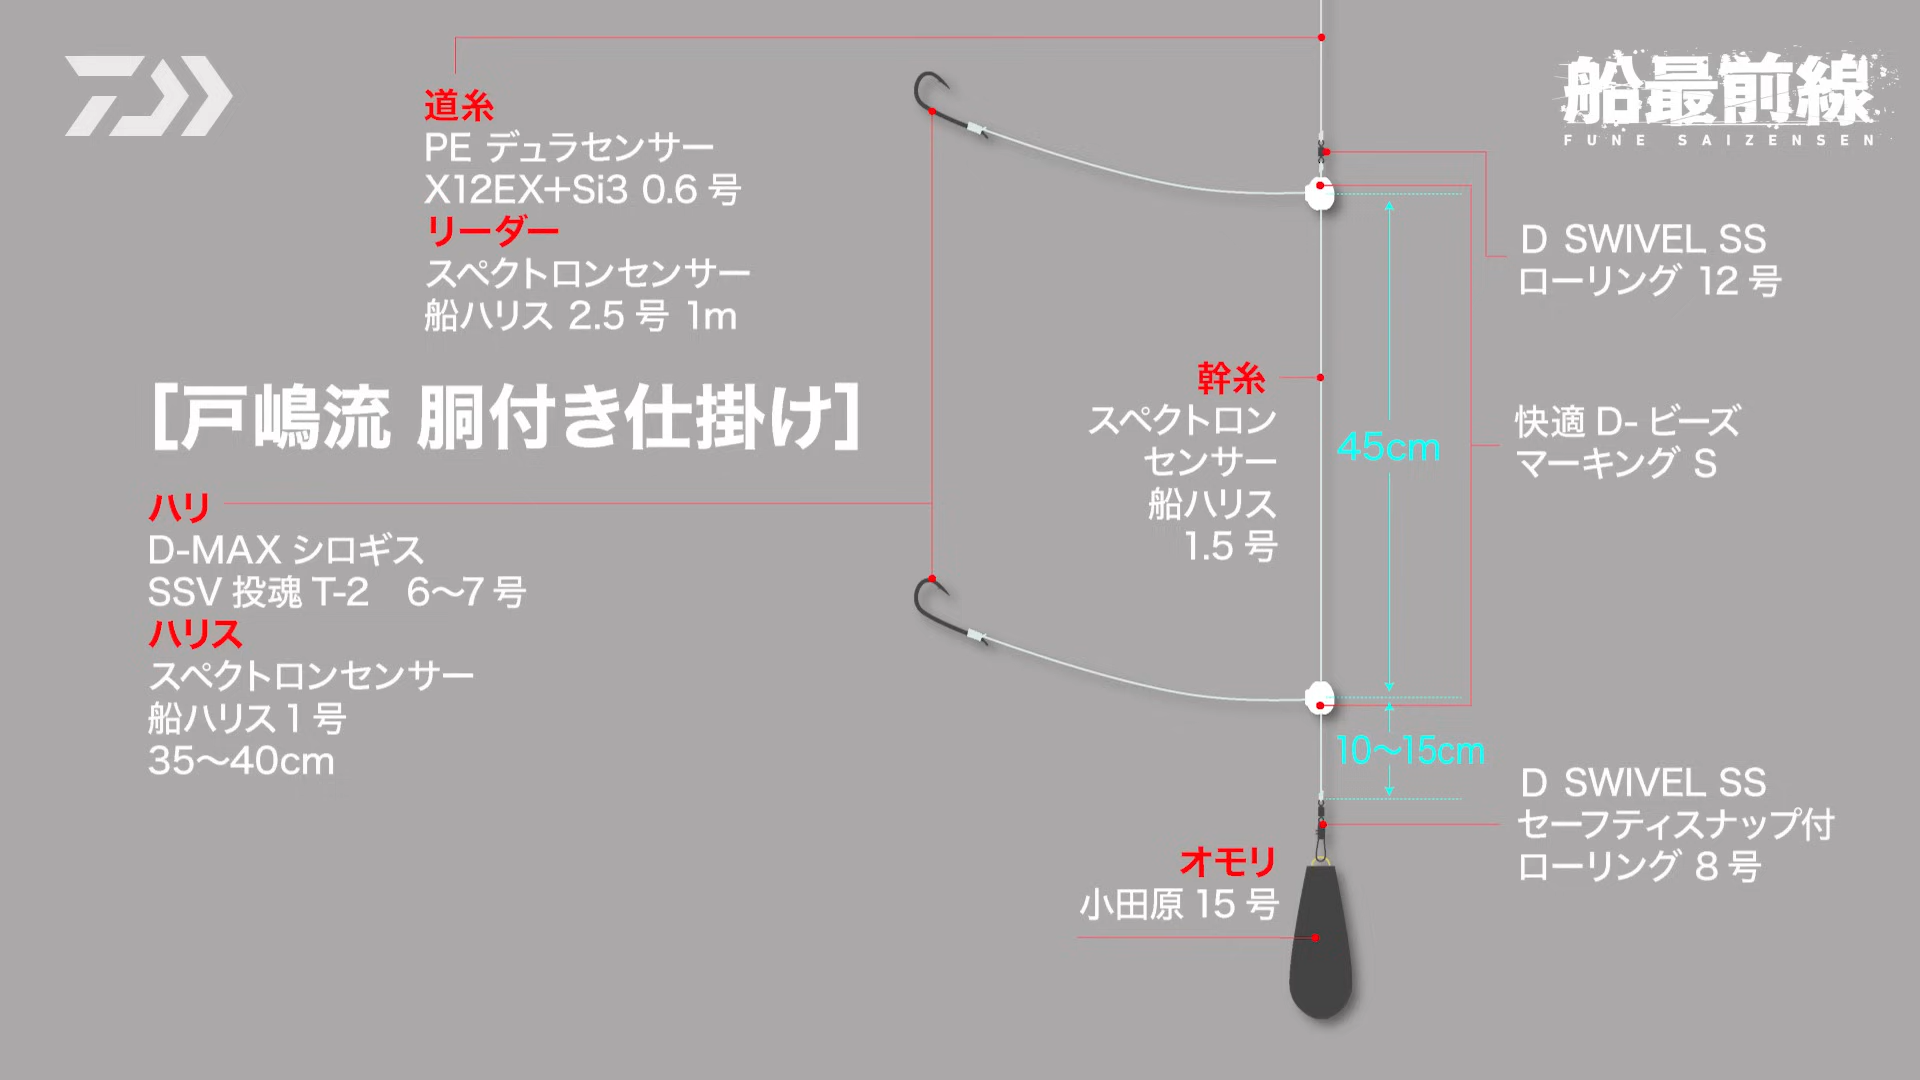 船最前線
FUNE SAIZENSEN
道糸
PE デュラセンサー
X12EX+Si3 0.6 号
リーダー
スペクトロンセンサー
船ハリス 2.5 号 1m
[戸嶋流 胴付き仕掛け]
ハリ
D-MAX シロギス
SSV 投魂 T-2　6〜7 号
ハリス
スペクトロンセンサー
船ハリス 1 号
35〜40cm
幹糸
スペクトロン
センサー
船ハリス
1.5 号
オモリ
小田原 15 号
45cm
10〜15cm
D SWIVEL SS
ローリング 12 号
快適 D- ビーズ
マーキング S
D SWIVEL SS
セーフティスナップ付
ローリング 8 号